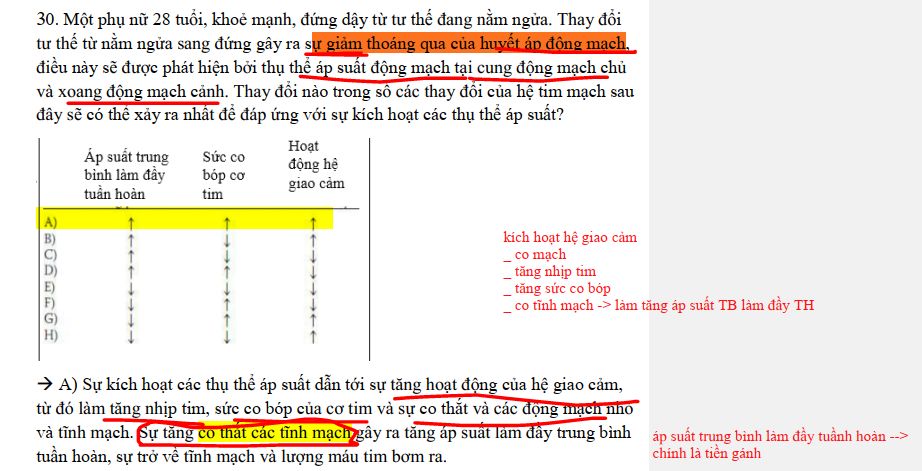 30. Một phụ nữ 28 tuổi, khoẻ mạnh, đứng dậy từ tư thế đang nằm ngửa. Thay đổi
tư thế từ nằm ngửa sang đứng gây ra sự giảm thoáng qua của huyết áp động mạch,
điều này sẽ được phát hiện bởi thụ thể áp suất động mạch tại cung động mạch chủ
và xoang động mạch cảnh. Thay đổi nào trong số các thay đổi của hệ tim mạch sau
đây sẽ có thể xảy ra nhất để đáp ứng với sự kích hoạt các thụ thể áp suất?
Áp suất trung bình làm đầy tuần hoàn
Sức co bóp cơ tim
Hoạt động hệ giao cảm
A) ↑ ↑ ↑
B) ↑ ↓ ↑
C) ↑ ↓ ↓
D) ↑ ↑ ↓
E) ↓ ↓ ↓
F) ↓ ↑ ↓
G) ↓ ↑ ↑
H) ↓ ↓ ↑
kich hoạt hệ giao cảm
_ co mạch
_ tăng nhịp tim
_ tăng sức co bóp
_ co tĩnh mạch -> làm tăng áp suất TB làm đầy TH
→ A) Sự kích hoạt các thụ thể áp suất dẫn tới sự tăng hoạt động của hệ giao cảm,
từ đó làm tăng nhịp tim, sức co bóp của cơ tim và sự co thắt và các động mạch nhỏ
và tĩnh mạch. Sự tăng co thắt các tĩnh mạch gây ra tăng áp suất làm đầy trung bình
tuần hoàn, sự trở về tĩnh mạch và lượng máu tim bơm ra.
áp suất trung bình làm đầy tuầnh hoàn -->
chính là tiền gánh